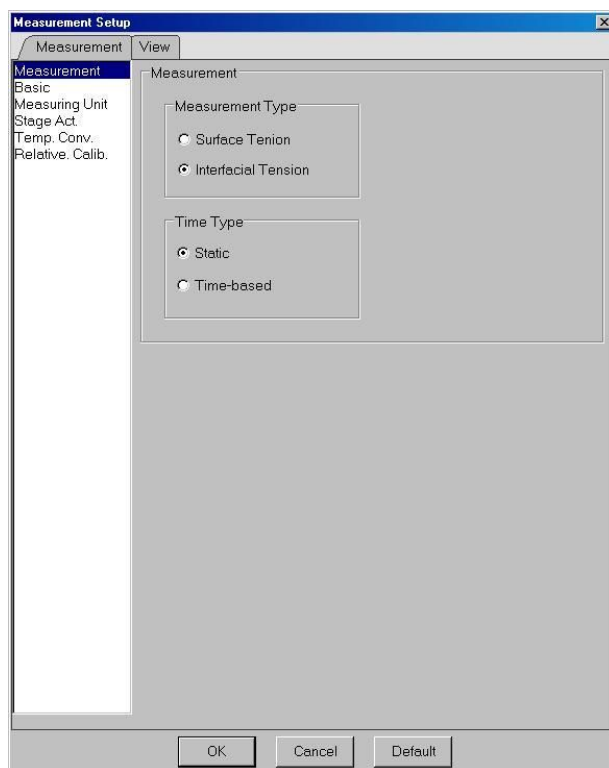 Measurement Setup
Measurement View
Measurement
Basic
Measuring Unit
Stage Act.
Temp. Conv.
Relative. Calib.
Measurement
Measurement Type
Surface Tenion
Interfacial Tension
Time Type
Static
Time-based
OK Cancel Default